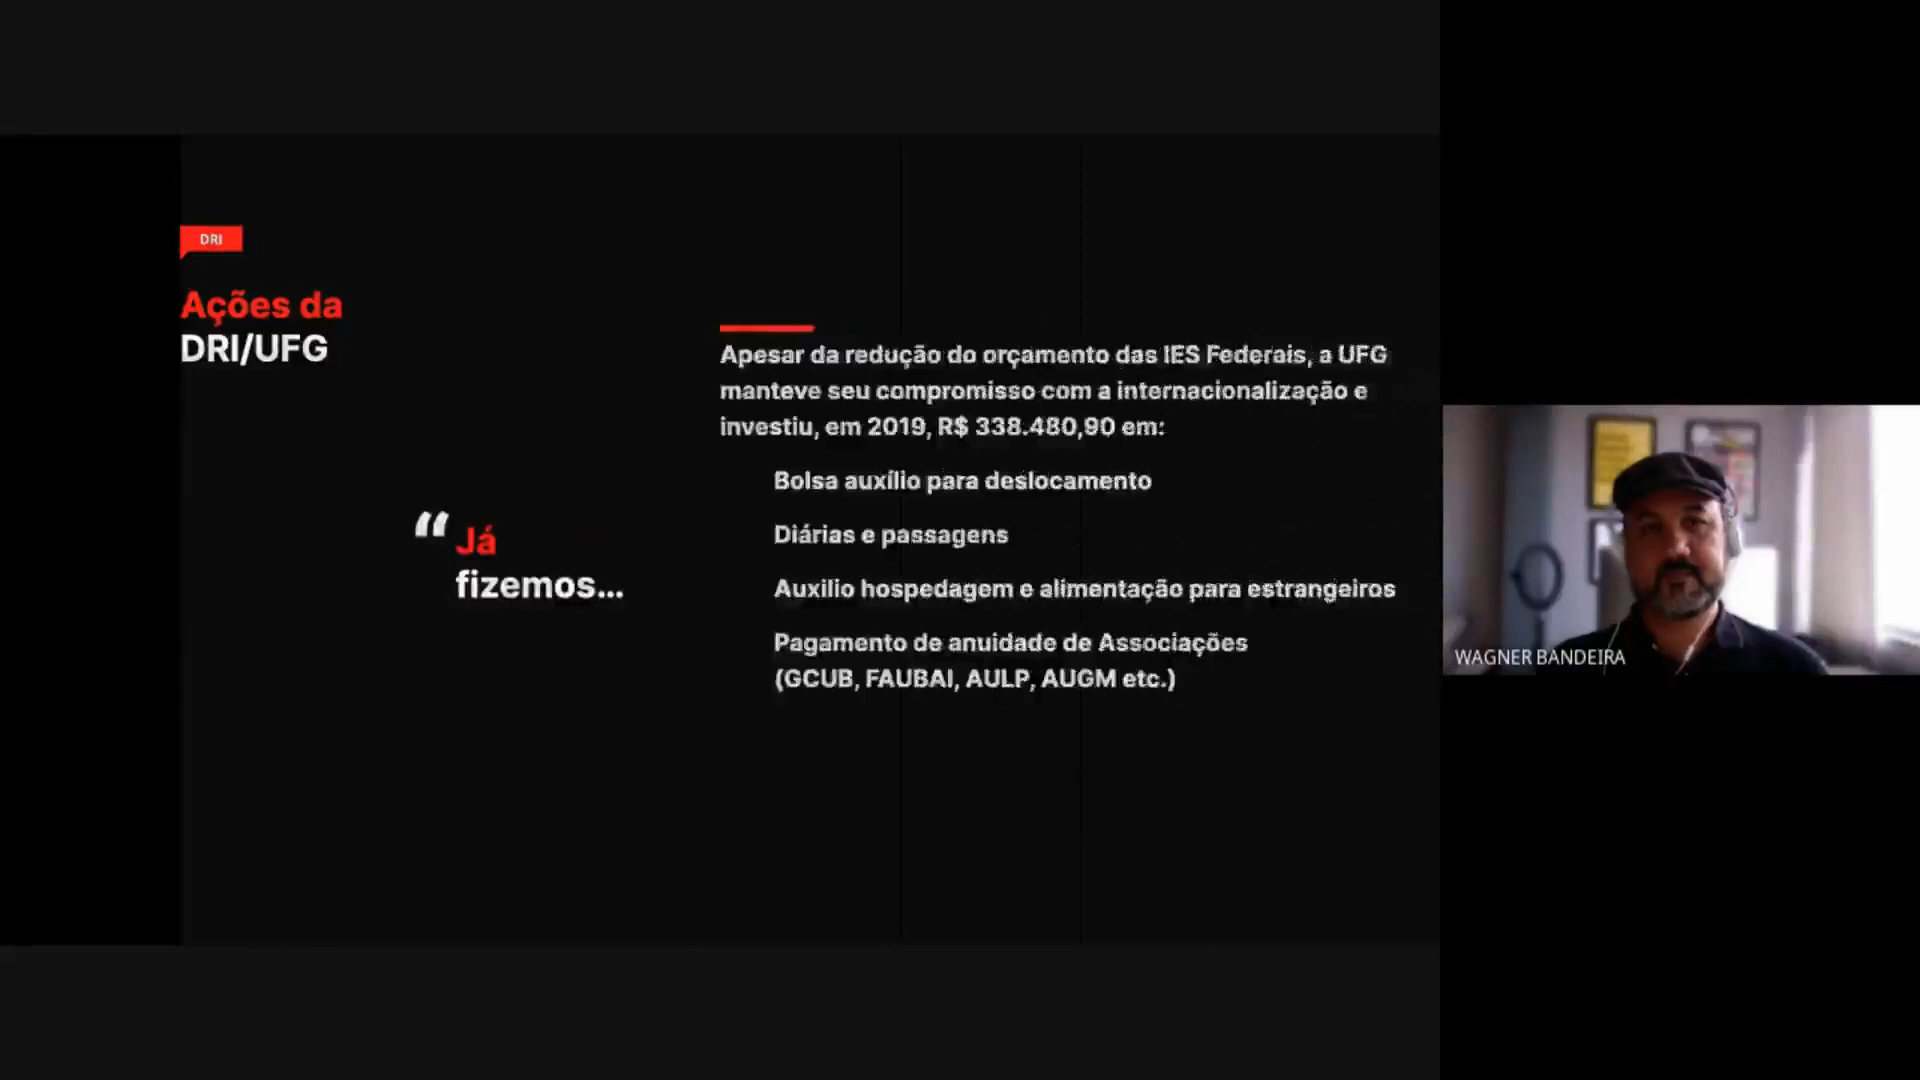 DRI
Ações da
DRI/UFG
“ Já
fizemos...
Apesar da redução do orçamento das IES Federais, a UFG
manteve seu compromisso com a internacionalização e
investiu, em 2019, R$ 338.480,90 em:
Bolsa auxílio para deslocamento
Diárias e passagens
Auxilio hospedagem e alimentação para estrangeiros
Pagamento de anuidade de Associações
(GCUB, FAUBAI, AULP, AUGM etc.)
WAGNER BANDEIRA